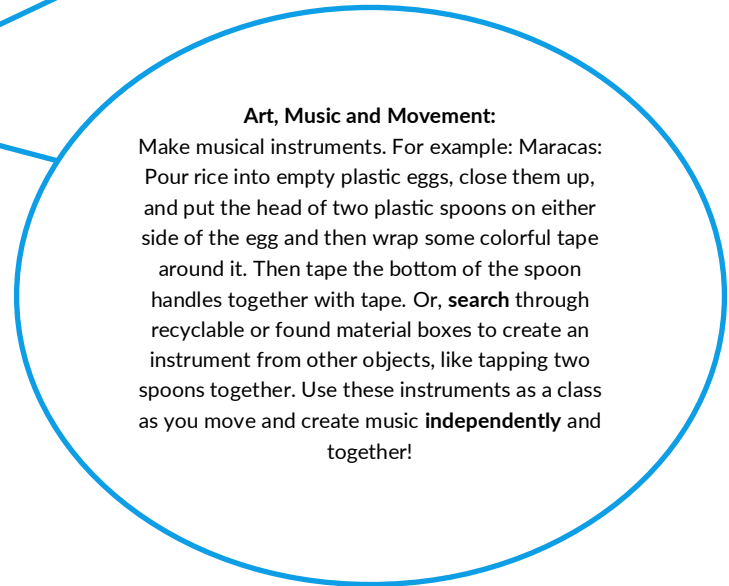 Art, Music and Movement:
Make musical instruments. For example: Maracas:
Pour rice into empty plastic eggs, close them up,
and put the head of two plastic spoons on either
side of the egg and then wrap some colorful tape
around it. Then tape the bottom of the spoon
handles together with tape. Or, search through
recyclable or found material boxes to create an
instrument from other objects, like tapping two
spoons together. Use these instruments as a class
as you move and create music independently and
together!